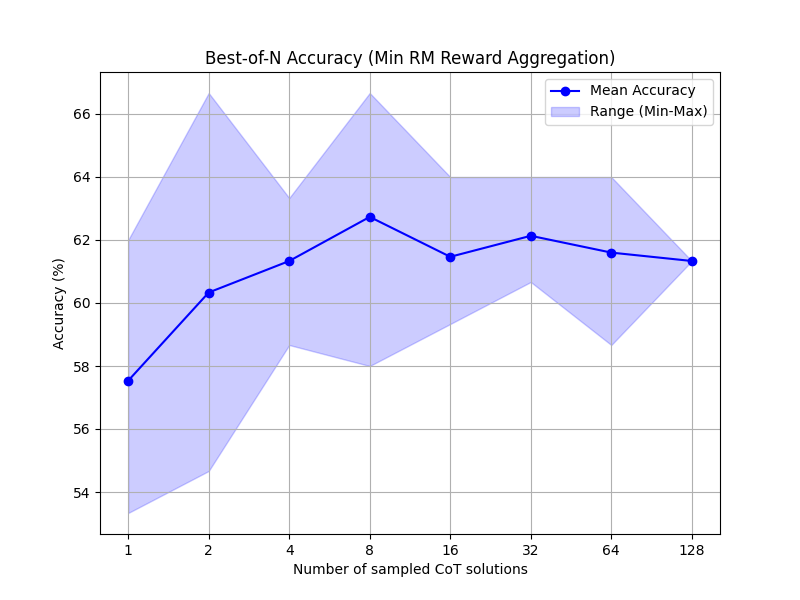 Best-of-N Accuracy (Min RM Reward Aggregation)
Mean Accuracy
Range (Min-Max)
Accuracy (%)
66
64
62
60
58
56
54
1 2 4 8 16 32 64 128
Number of sampled CoT solutions